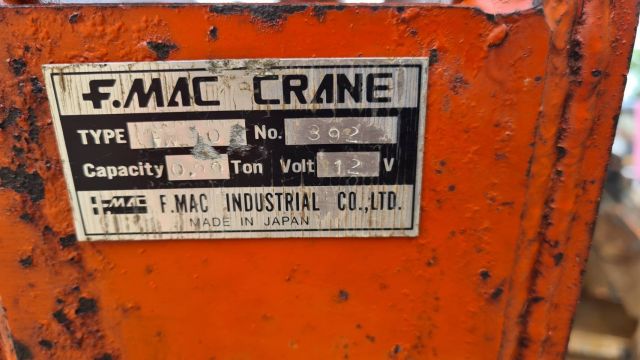 F.MAC CRANE
TYPE No. 392
Capacity Ton Volt 12 V
F.MAC F.MAC INDUSTRIAL CO.,LTD.
MADE IN JAPAN